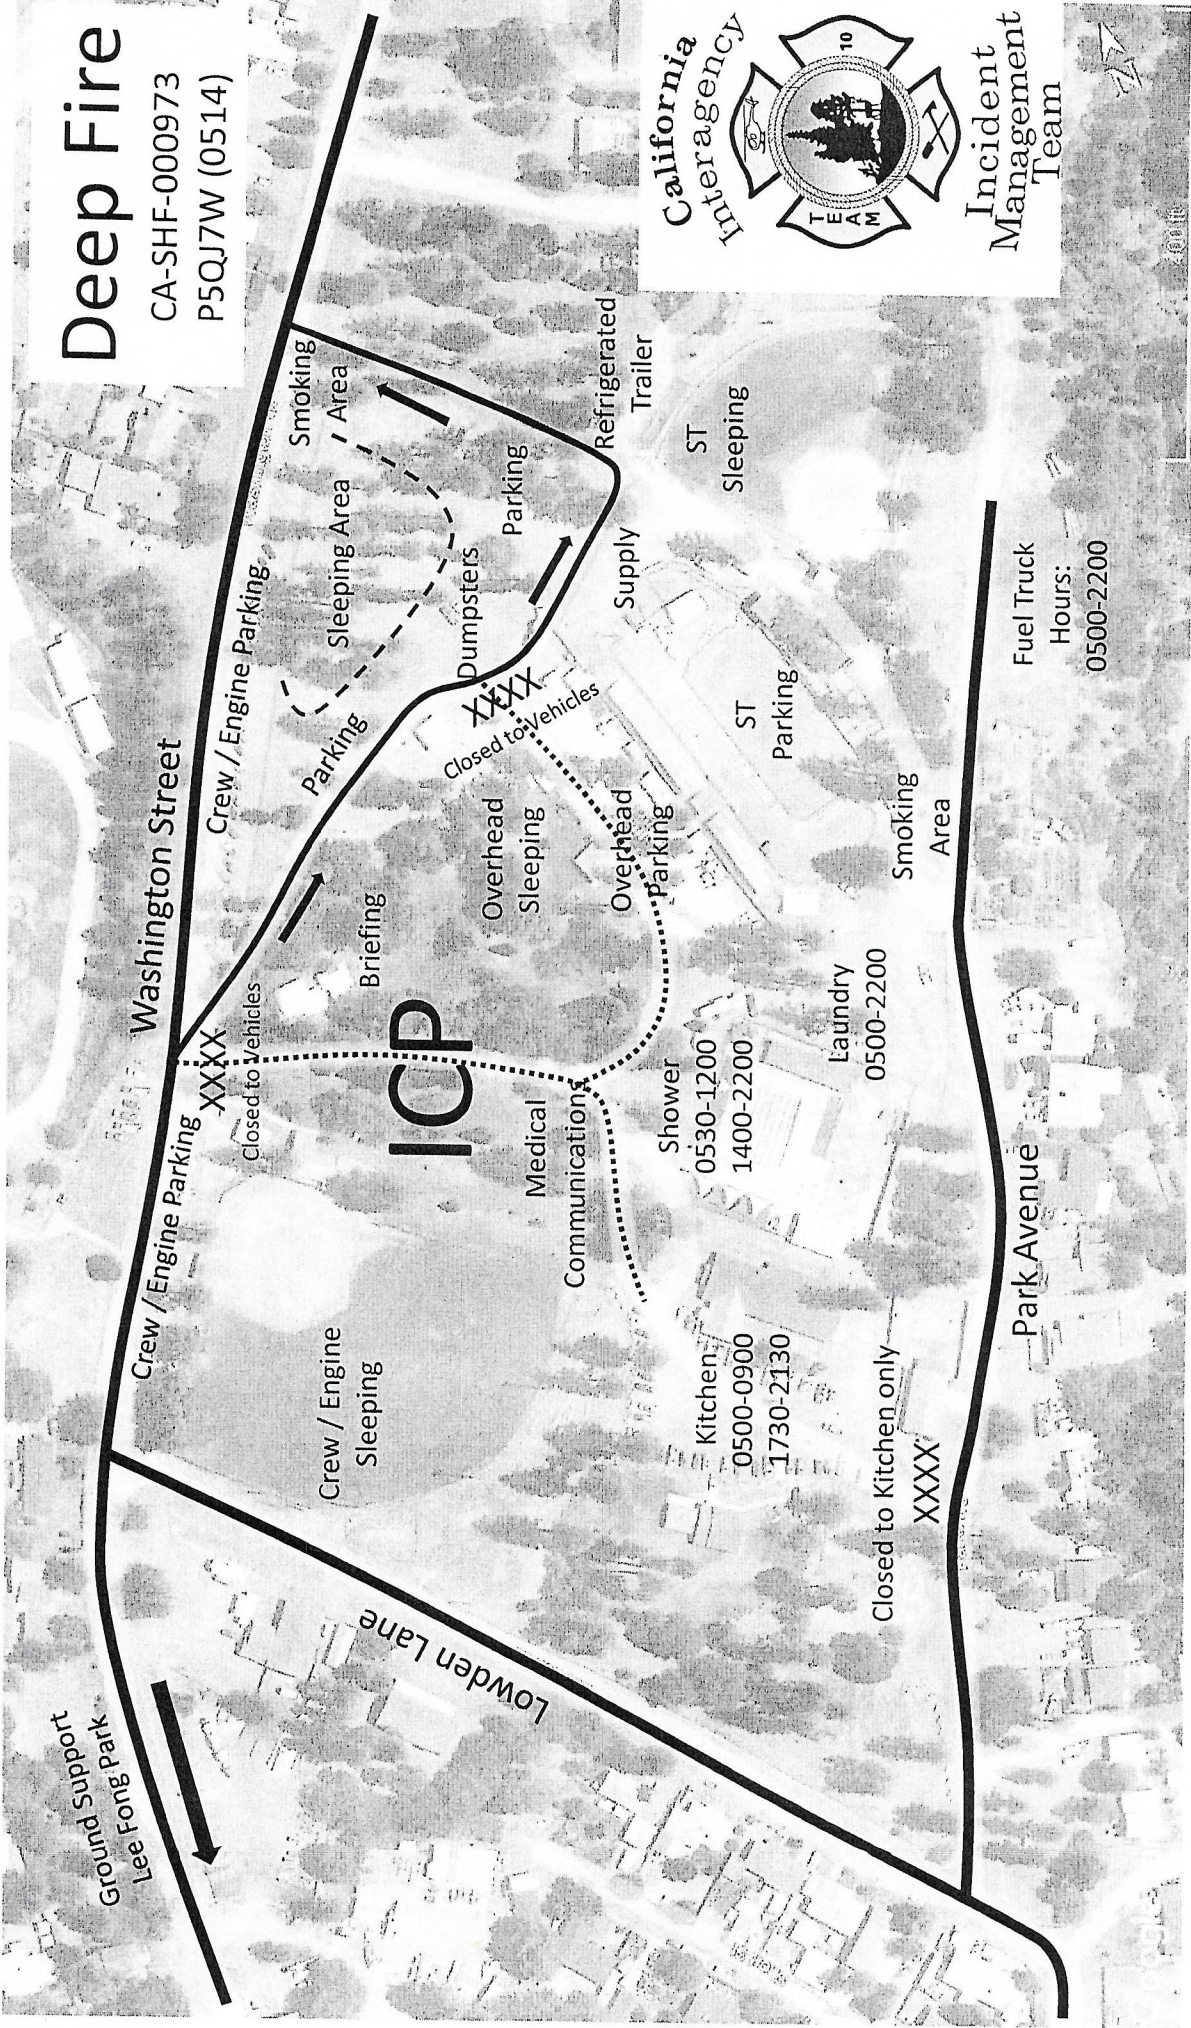 Deep Fire
CA-SHF-0000973
P5QJ7W (0514)
Ground Support
Lee Fong Park
Crew / Engine Parking
Washington Street
Crew / Engine Parking
XXXX
Closed to Vehicles
Smoking
Area
Sleeping Area
Parking
Parking
Dumpsters
XXXX
Closed to Vehicles
Briefing
ICP
Crew / Engine
Sleeping
Lowden Lane
Medical
Communications
Overhead
Sleeping
Overhead
Parking
Supply
Refrigerated
Trailer
ST
Sleeping
ST
Parking
Shower
0530-1200
1400-2200
Kitchen
0500-0900
1730-2130
Laundry
0500-2200
Smoking
Area
Closed to Kitchen only
XXXX
Park Avenue
Fuel Truck
Hours:
0500-2200
California
Interagency
TEAM
10
Incident
Management
Team
N